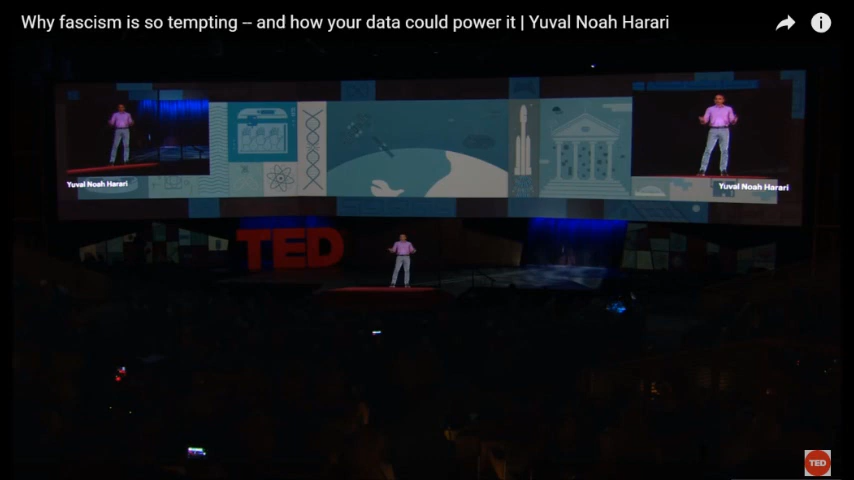 Why fascism is so tempting -- and how your data could power it | Yuval Noah Harari
Yuval Noah Harari
Yuval Noah Harari
TED
TED